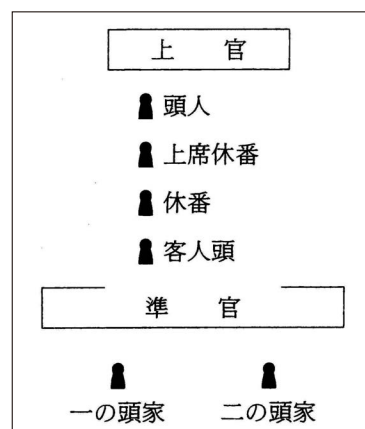 上 官
頭人
上席休番
休番
客人頭
準 官
一の頭家 二の頭家